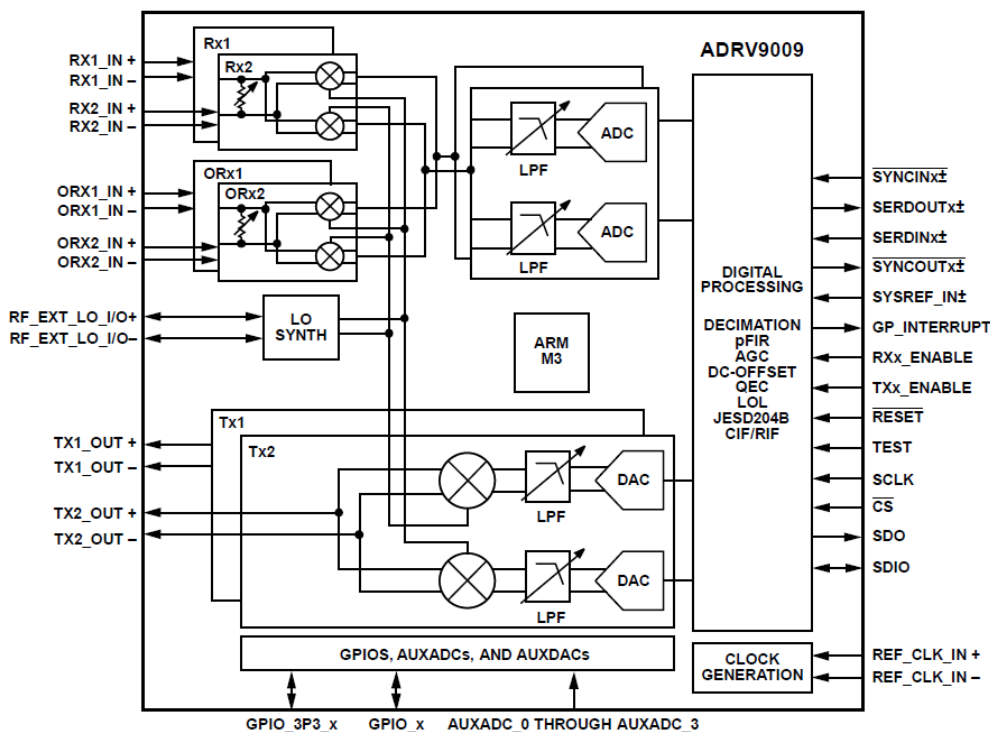 ADRV9009
RX1_IN +
RX1_IN –
RX2_IN +
RX2_IN –
Rx1
Rx2
ORX1_IN +
ORX1_IN –
ORX2_IN +
ORX2_IN –
ORx1
ORx2
LPF
ADC
LPF
ADC
RF_EXT_LO_I/O+
RF_EXT_LO_I/O–
LO
SYNTH
ARM
M3
TX1_OUT +
TX1_OUT –
TX2_OUT +
TX2_OUT –
Tx1
Tx2
LPF
DAC
LPF
DAC
DIGITAL
PROCESSING
DECIMATION
pFIR
AGC
DC-OFFSET
QEC
LOL
JESD204B
CIF/RIF
SYNCINx±
SERDOUTx±
SERDINx±
SYNCOUTx±
SYSREF_IN±
GP_INTERRUPT
RXx_ENABLE
TXx_ENABLE
RESET
TEST
SCLK
CS
SDO
SDIO
GPIOS, AUXADCs, AND AUXDACs
CLOCK
GENERATION
REF_CLK_IN +
REF_CLK_IN –
GPIO_3P3_x
GPIO_x
AUXADC_0 THROUGH AUXADC_3